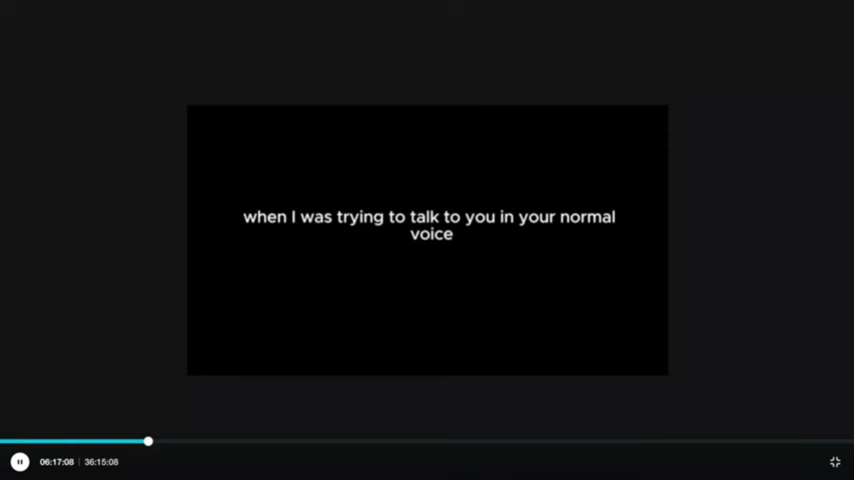 when I was trying to talk to you in your normal
voice
06:17:08 | 36:15:08